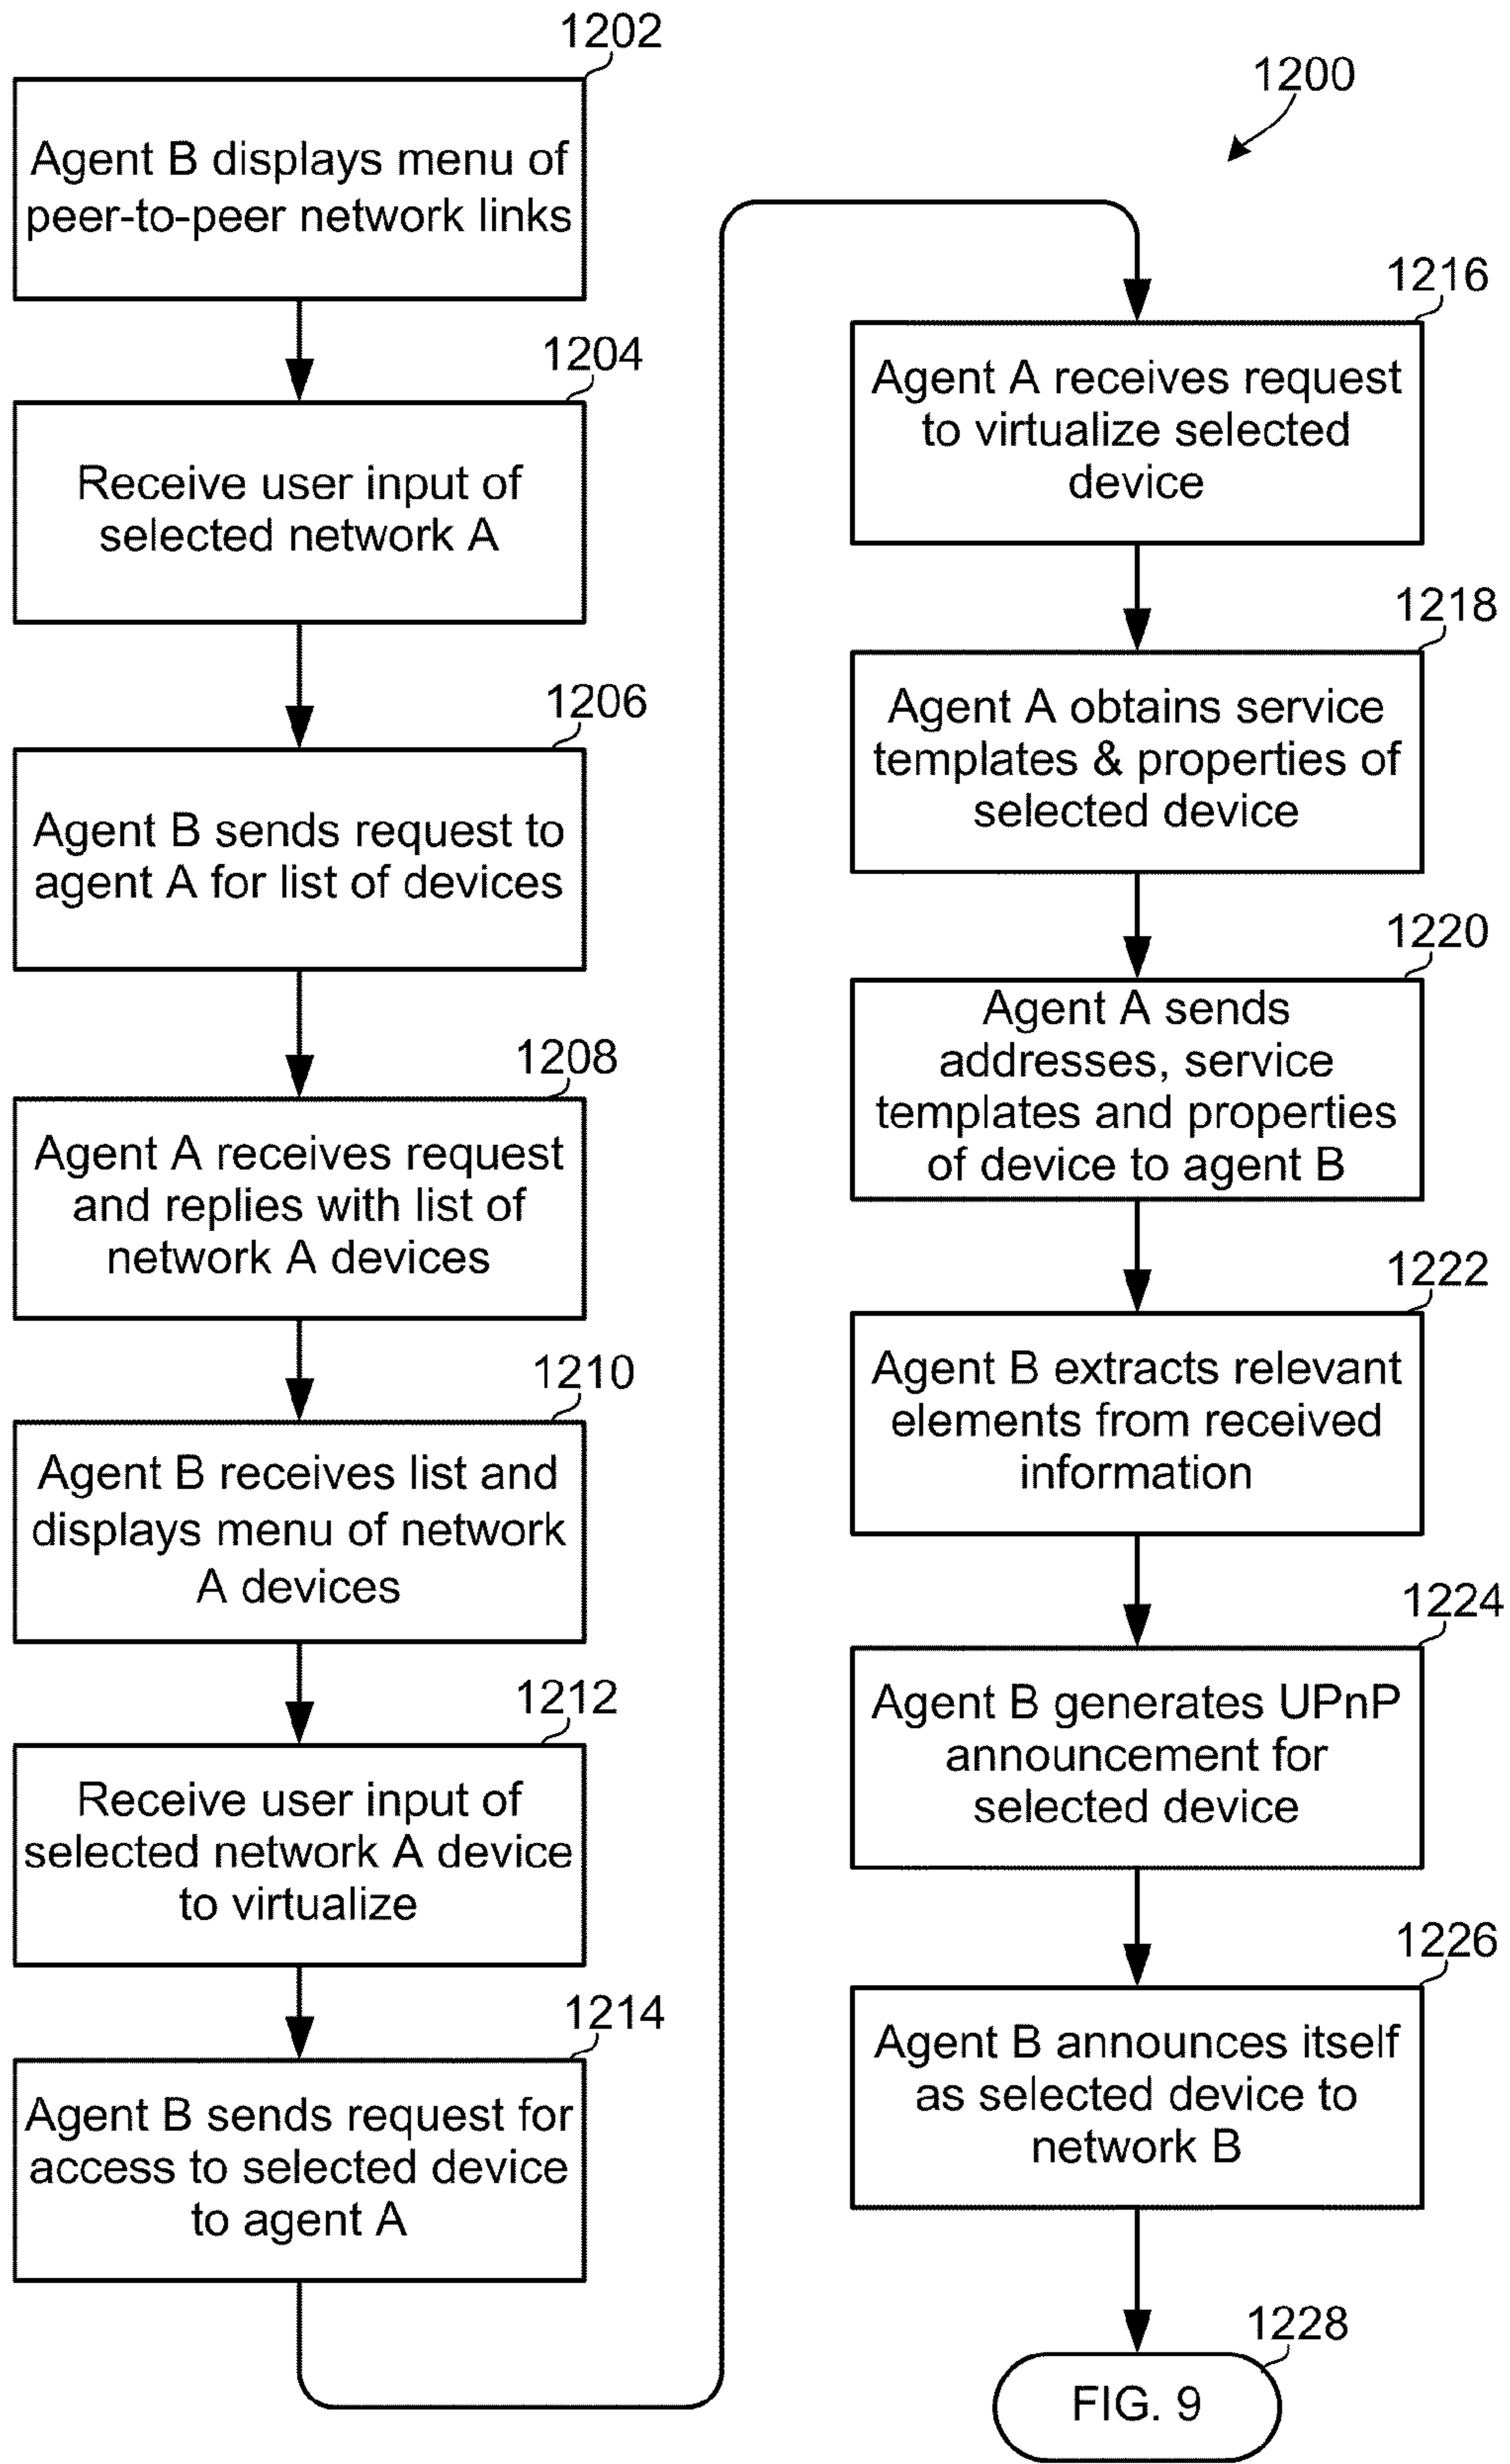 1200
1202
Agent B displays menu of
peer-to-peer network links
1204
Receive user input of
selected network A
1206
Agent B sends request to
agent A for list of devices
1208
Agent A receives request
and replies with list of
network A devices
1210
Agent B receives list and
displays menu of network
A devices
1212
Receive user input of
selected network A device
to virtualize
1214
Agent B sends request for
access to selected device
to agent A
1216
Agent A receives request
to virtualize selected
device
1218
Agent A obtains service
templates & properties of
selected device
1220
Agent A sends
addresses, service
templates and properties
of device to agent B
1222
Agent B extracts relevant
elements from received
information
1224
Agent B generates UPnP
announcement for
selected device
1226
Agent B announces itself
as selected device to
network B
1228
FIG. 9